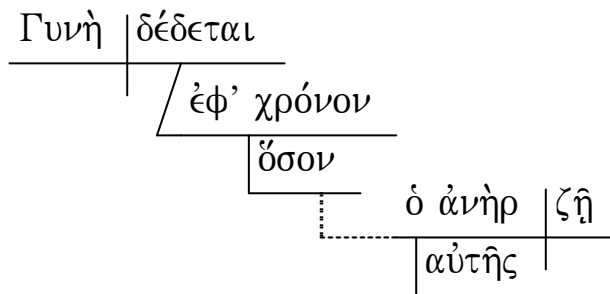 Γυνὴ δέδεται
ἐφ’ χρόνον
ὅσον
ὁ ἀνὴρ ζῇ
αὐτῆς